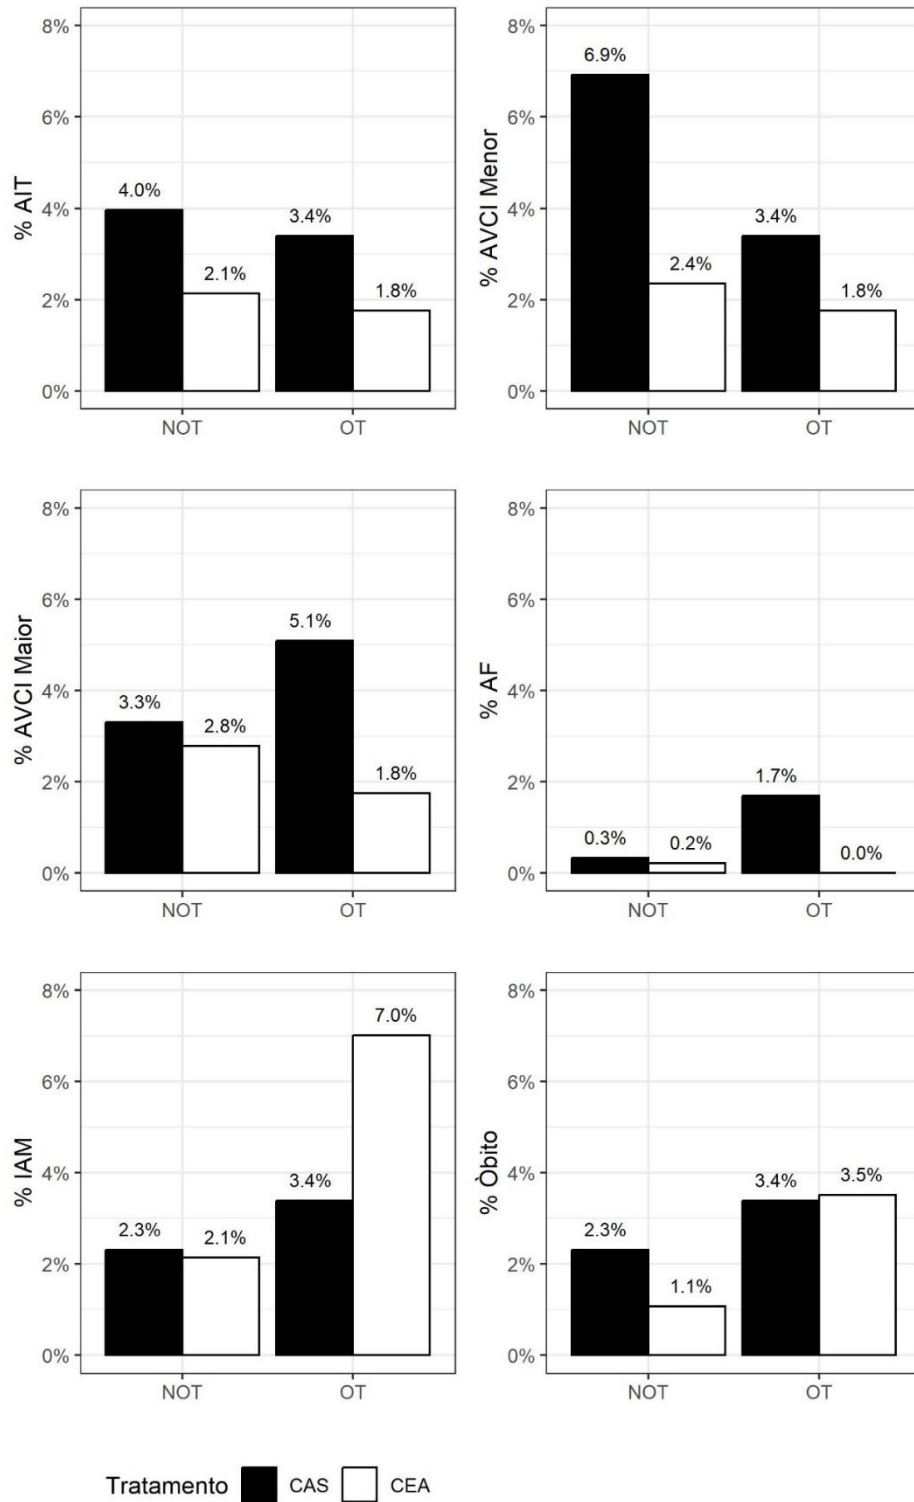 8%
6%
4%
2%
0%
% AIT
4.0%
2.1%
3.4%
1.8%
NOT
OT
% AVCI Menor
8%
6%
4%
2%
0%
6.9%
2.4%
3.4%
1.8%
NOT
OT
% AVCI Maior
8%
6%
4%
2%
0%
3.3%
2.8%
5.1%
1.8%
NOT
OT
% AF
8%
6%
4%
2%
0%
0.3%
0.2%
1.7%
0.0%
NOT
OT
% IAM
8%
6%
4%
2%
0%
2.3%
2.1%
3.4%
7.0%
NOT
OT
% Òbito
8%
6%
4%
2%
0%
2.3%
1.1%
3.4%
3.5%
NOT
OT
Tratamento CAS CEA